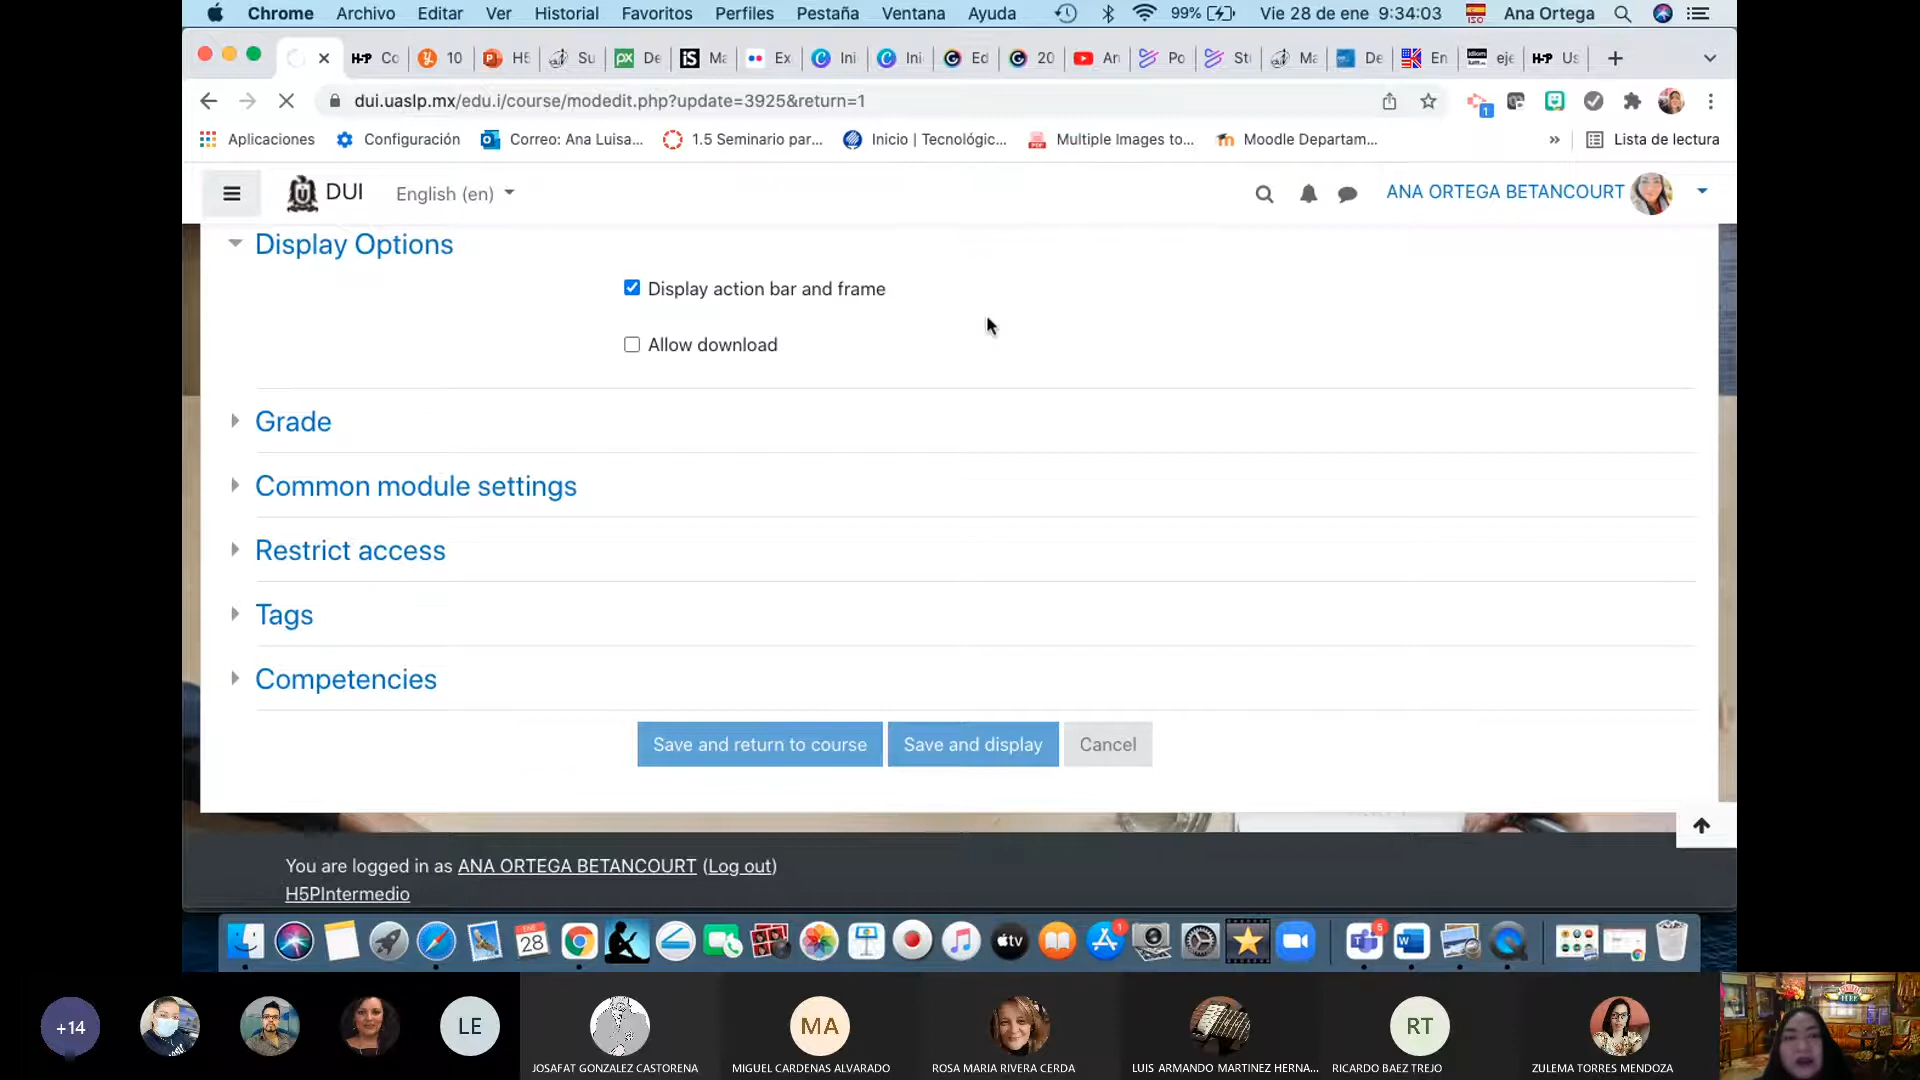 Chrome Archivo Editar Ver Historial Favoritos Perfiles Pestaña Ventana Ayuda 99% Vie 28 de ene 9:34:03 ISO Ana Ortega
H-P Co 10 H5 Su De Ma Ex Ini Ini Ed 20 An Po St Ma De En eje H-P Us
dui.uaslp.mx/edu.i/course/modedit.php?update=3925&return=1
Aplicaciones Configuración Correo: Ana Luisa... 1.5 Seminario par... Inicio | Tecnológic... Multiple Images to... Moodle Departam... » Lista de lectura
DUI English (en) ANA ORTEGA BETANCOURT
Display Options
Display action bar and frame
Allow download
Grade
Common module settings
Restrict access
Tags
Competencies
Save and return to course Save and display Cancel
You are logged in as ANA ORTEGA BETANCOURT (Log out)
H5PIntermedio
28 tv
+14 LE MA RT
JOSAFAT GONZALEZ CASTORENA MIGUEL CARDENAS ALVARADO ROSA MARIA RIVERA CERDA LUIS ARMANDO MARTINEZ HERNA... RICARDO BAEZ TREJO ZULEMA TORRES MENDOZA